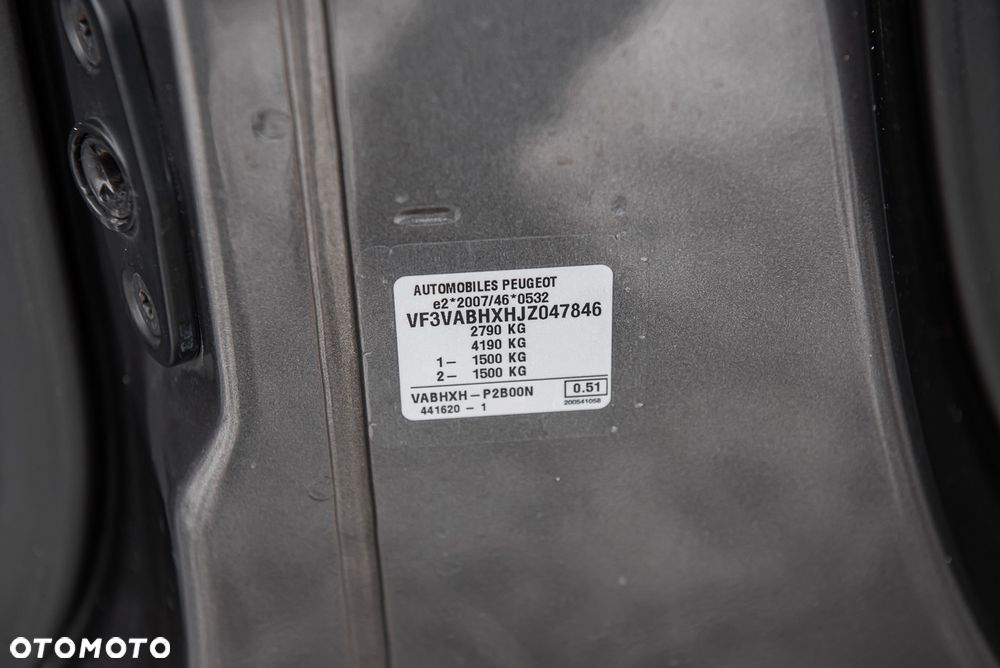 AUTOMOBILES PEUGEOT
e2*2007/46*0532
VF3VABHXHJZ047846
2790 KG
4190 KG
1- 1500 KG
2- 1500 KG
VABHXH-P2B00N 0.51
441620-1 200541058
OTOMOTO